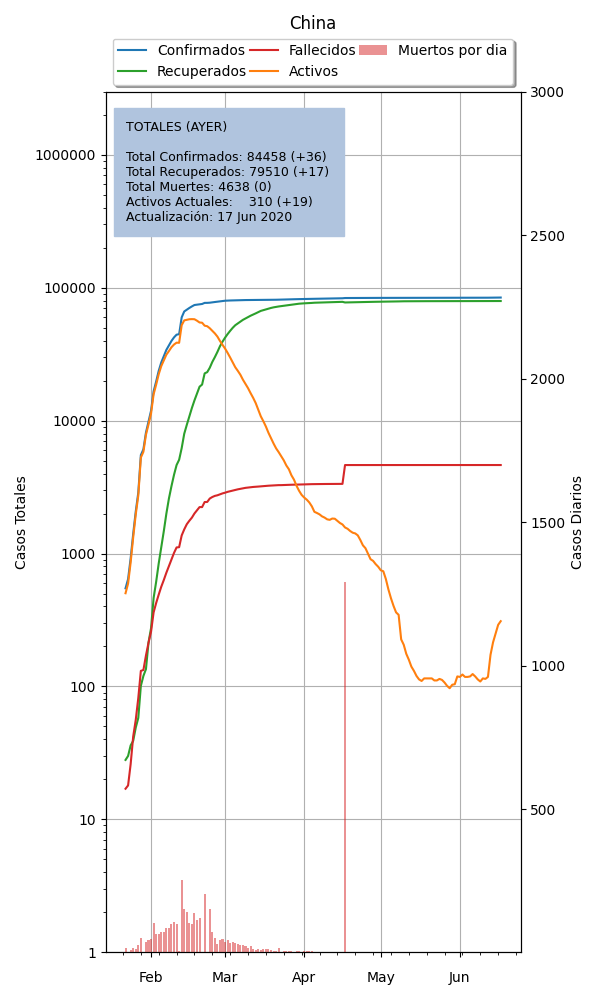 China
Confirmados
Fallecidos
Muertos por dia
Recuperados
Activos
TOTALES (AYER)
Total Confirmados: 84458 (+36)
Total Recuperados: 79510 (+17)
Total Muertes: 4638 (0)
Activos Actuales: 310 (+19)
Actualización: 17 Jun 2020
Casos Totales
1000000
100000
10000
1000
100
10
1
3000
2500
2000
1500
1000
500
Casos Diarios
Feb
Mar
Apr
May
Jun